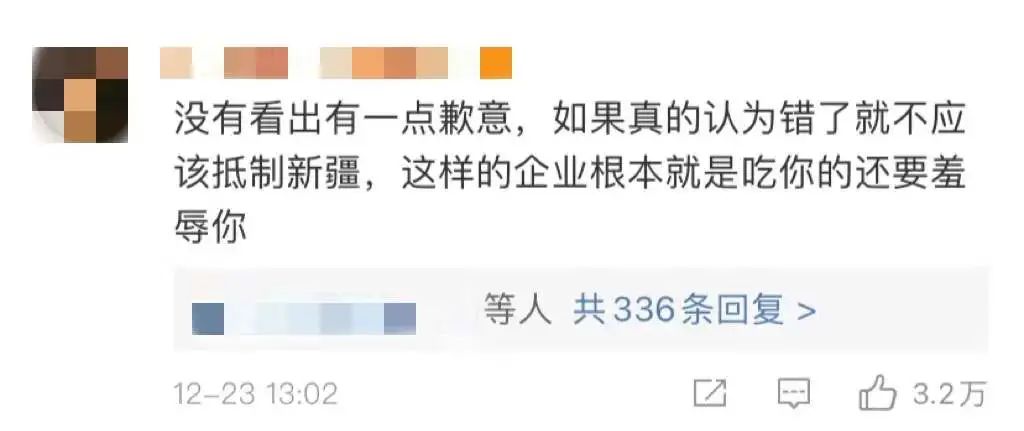 没有看出有一点歉意，如果真的认为错了就不应
该抵制新疆，这样的企业根本就是吃你的还要羞
辱你
等人 共336条回复 >
12-23 13:02 3.2万